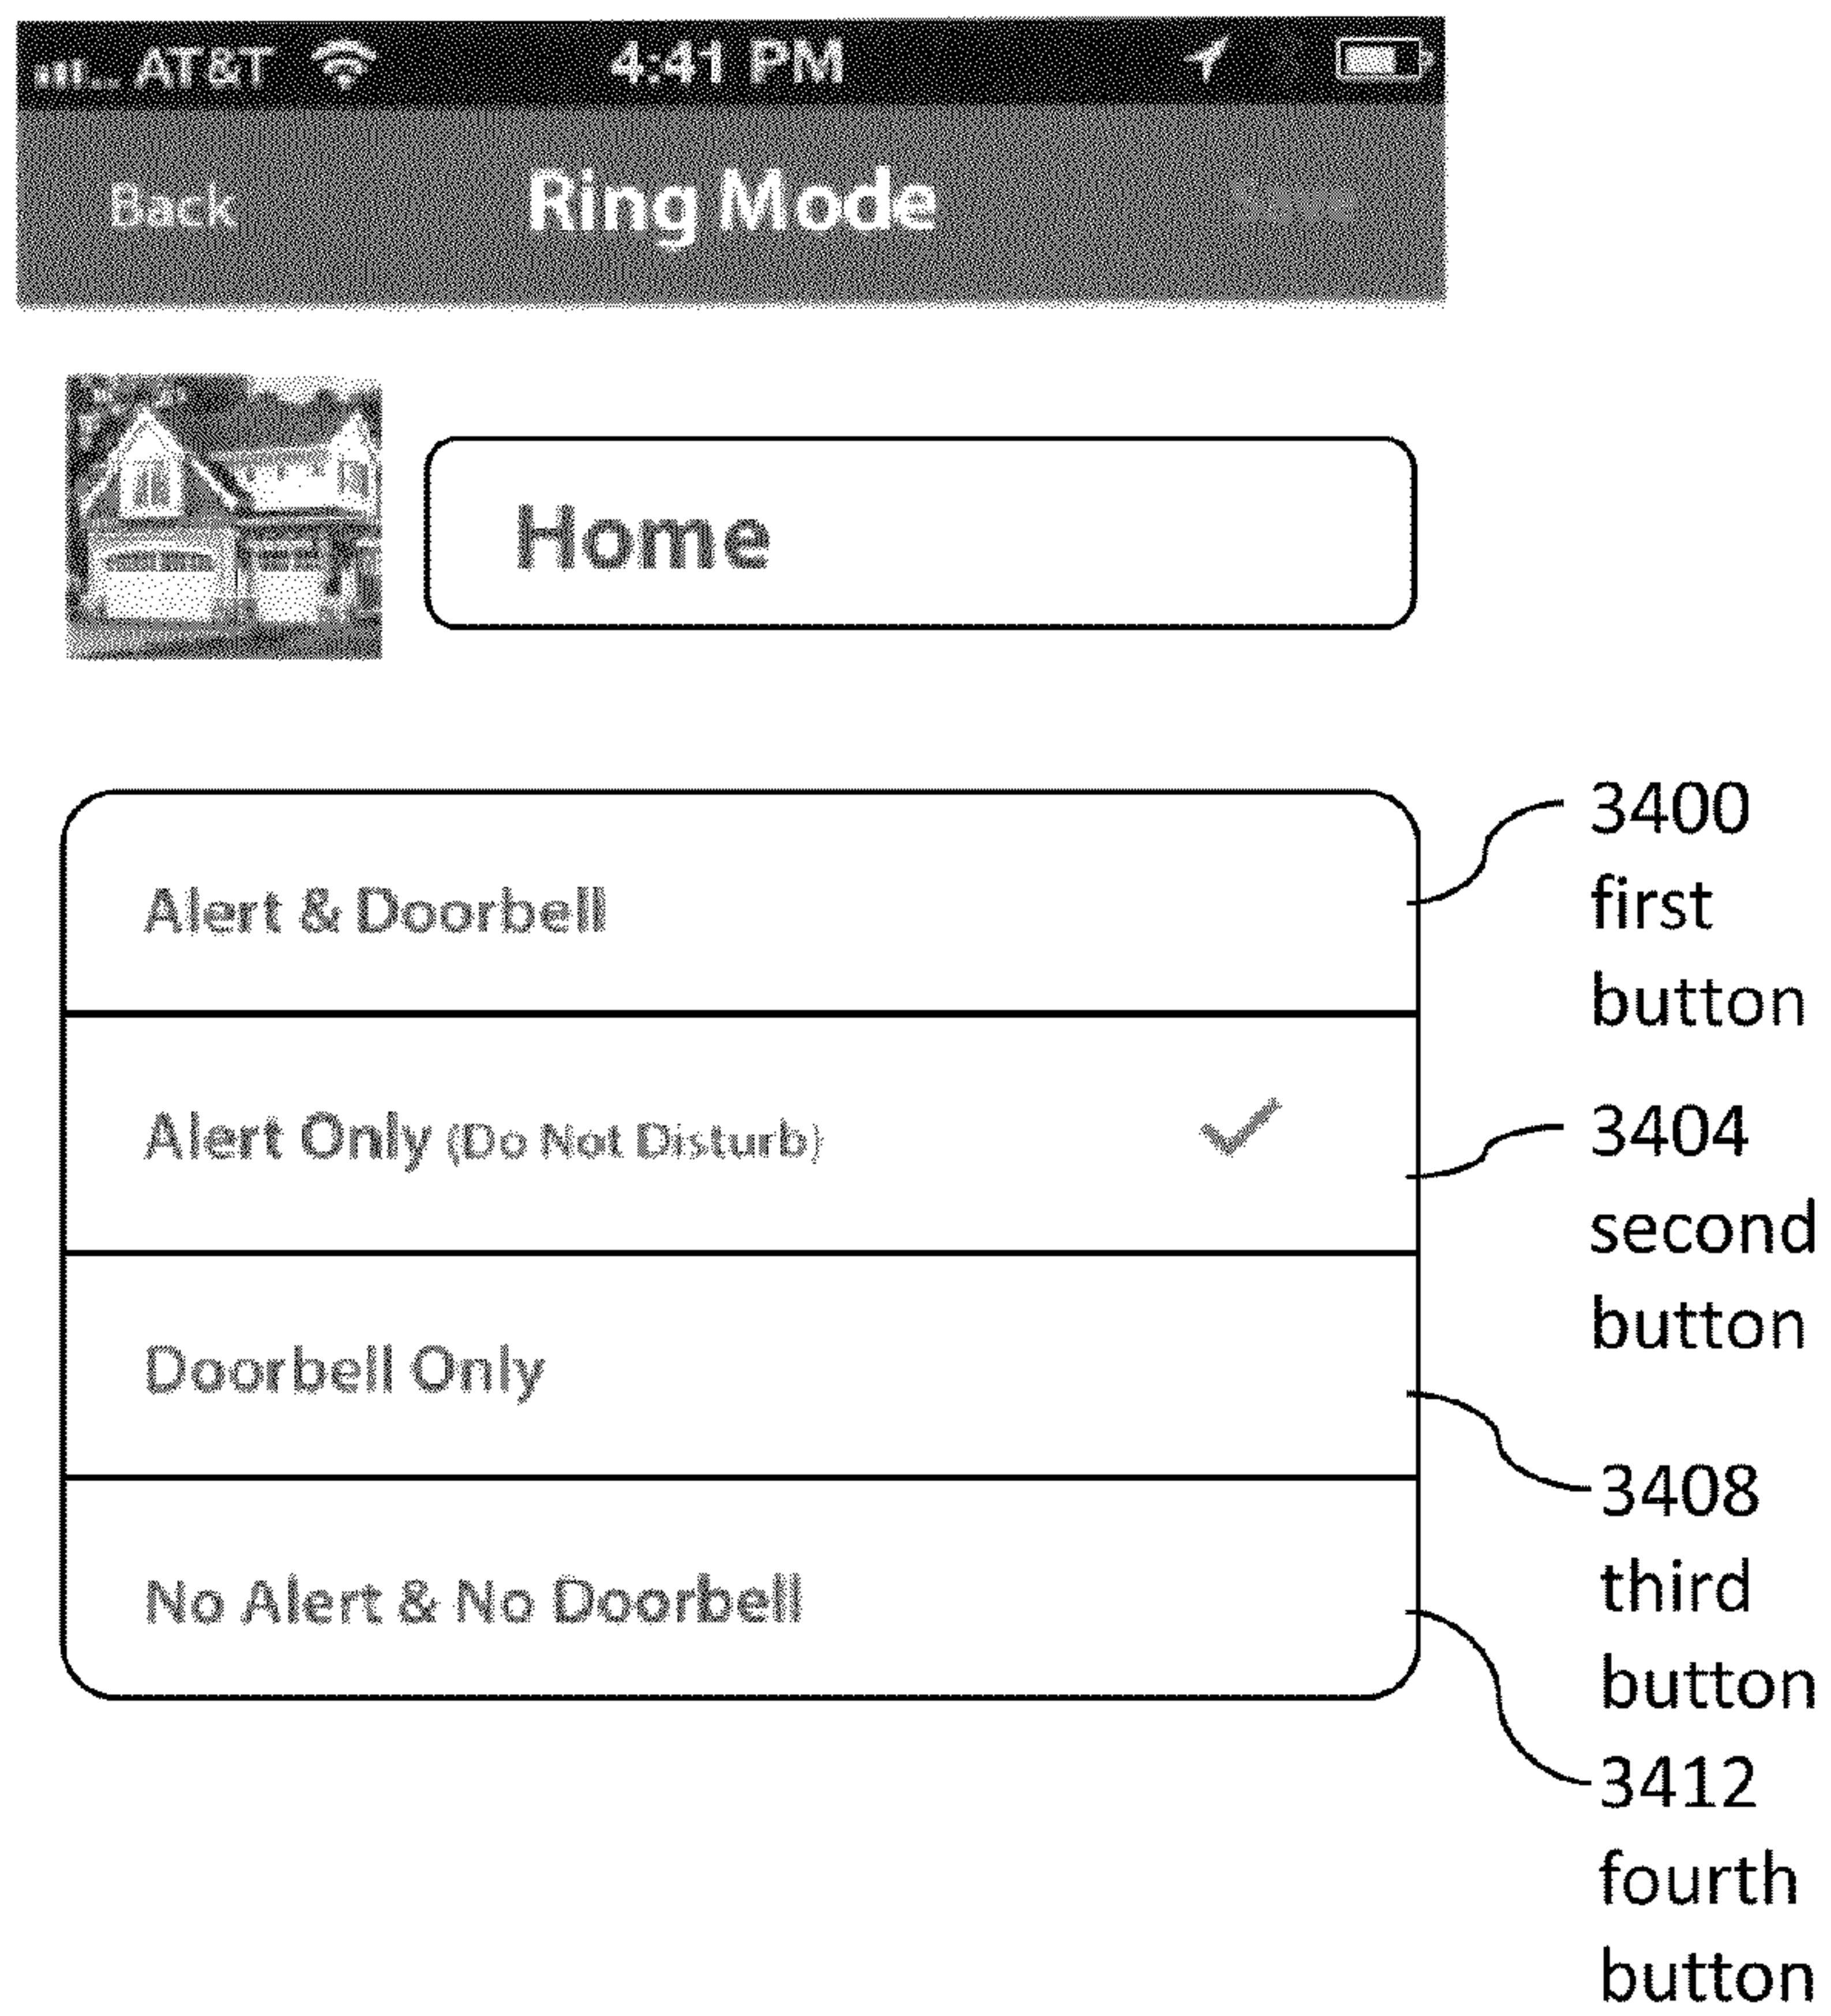 AT&T 4:41 PM
Back Ring Mode Save
Home
Alert & Doorbell
Alert Only (Do Not Disturb)
Doorbell Only
No Alert & No Doorbell
3400
first
button
3404
second
button
3408
third
button
3412
fourth
button